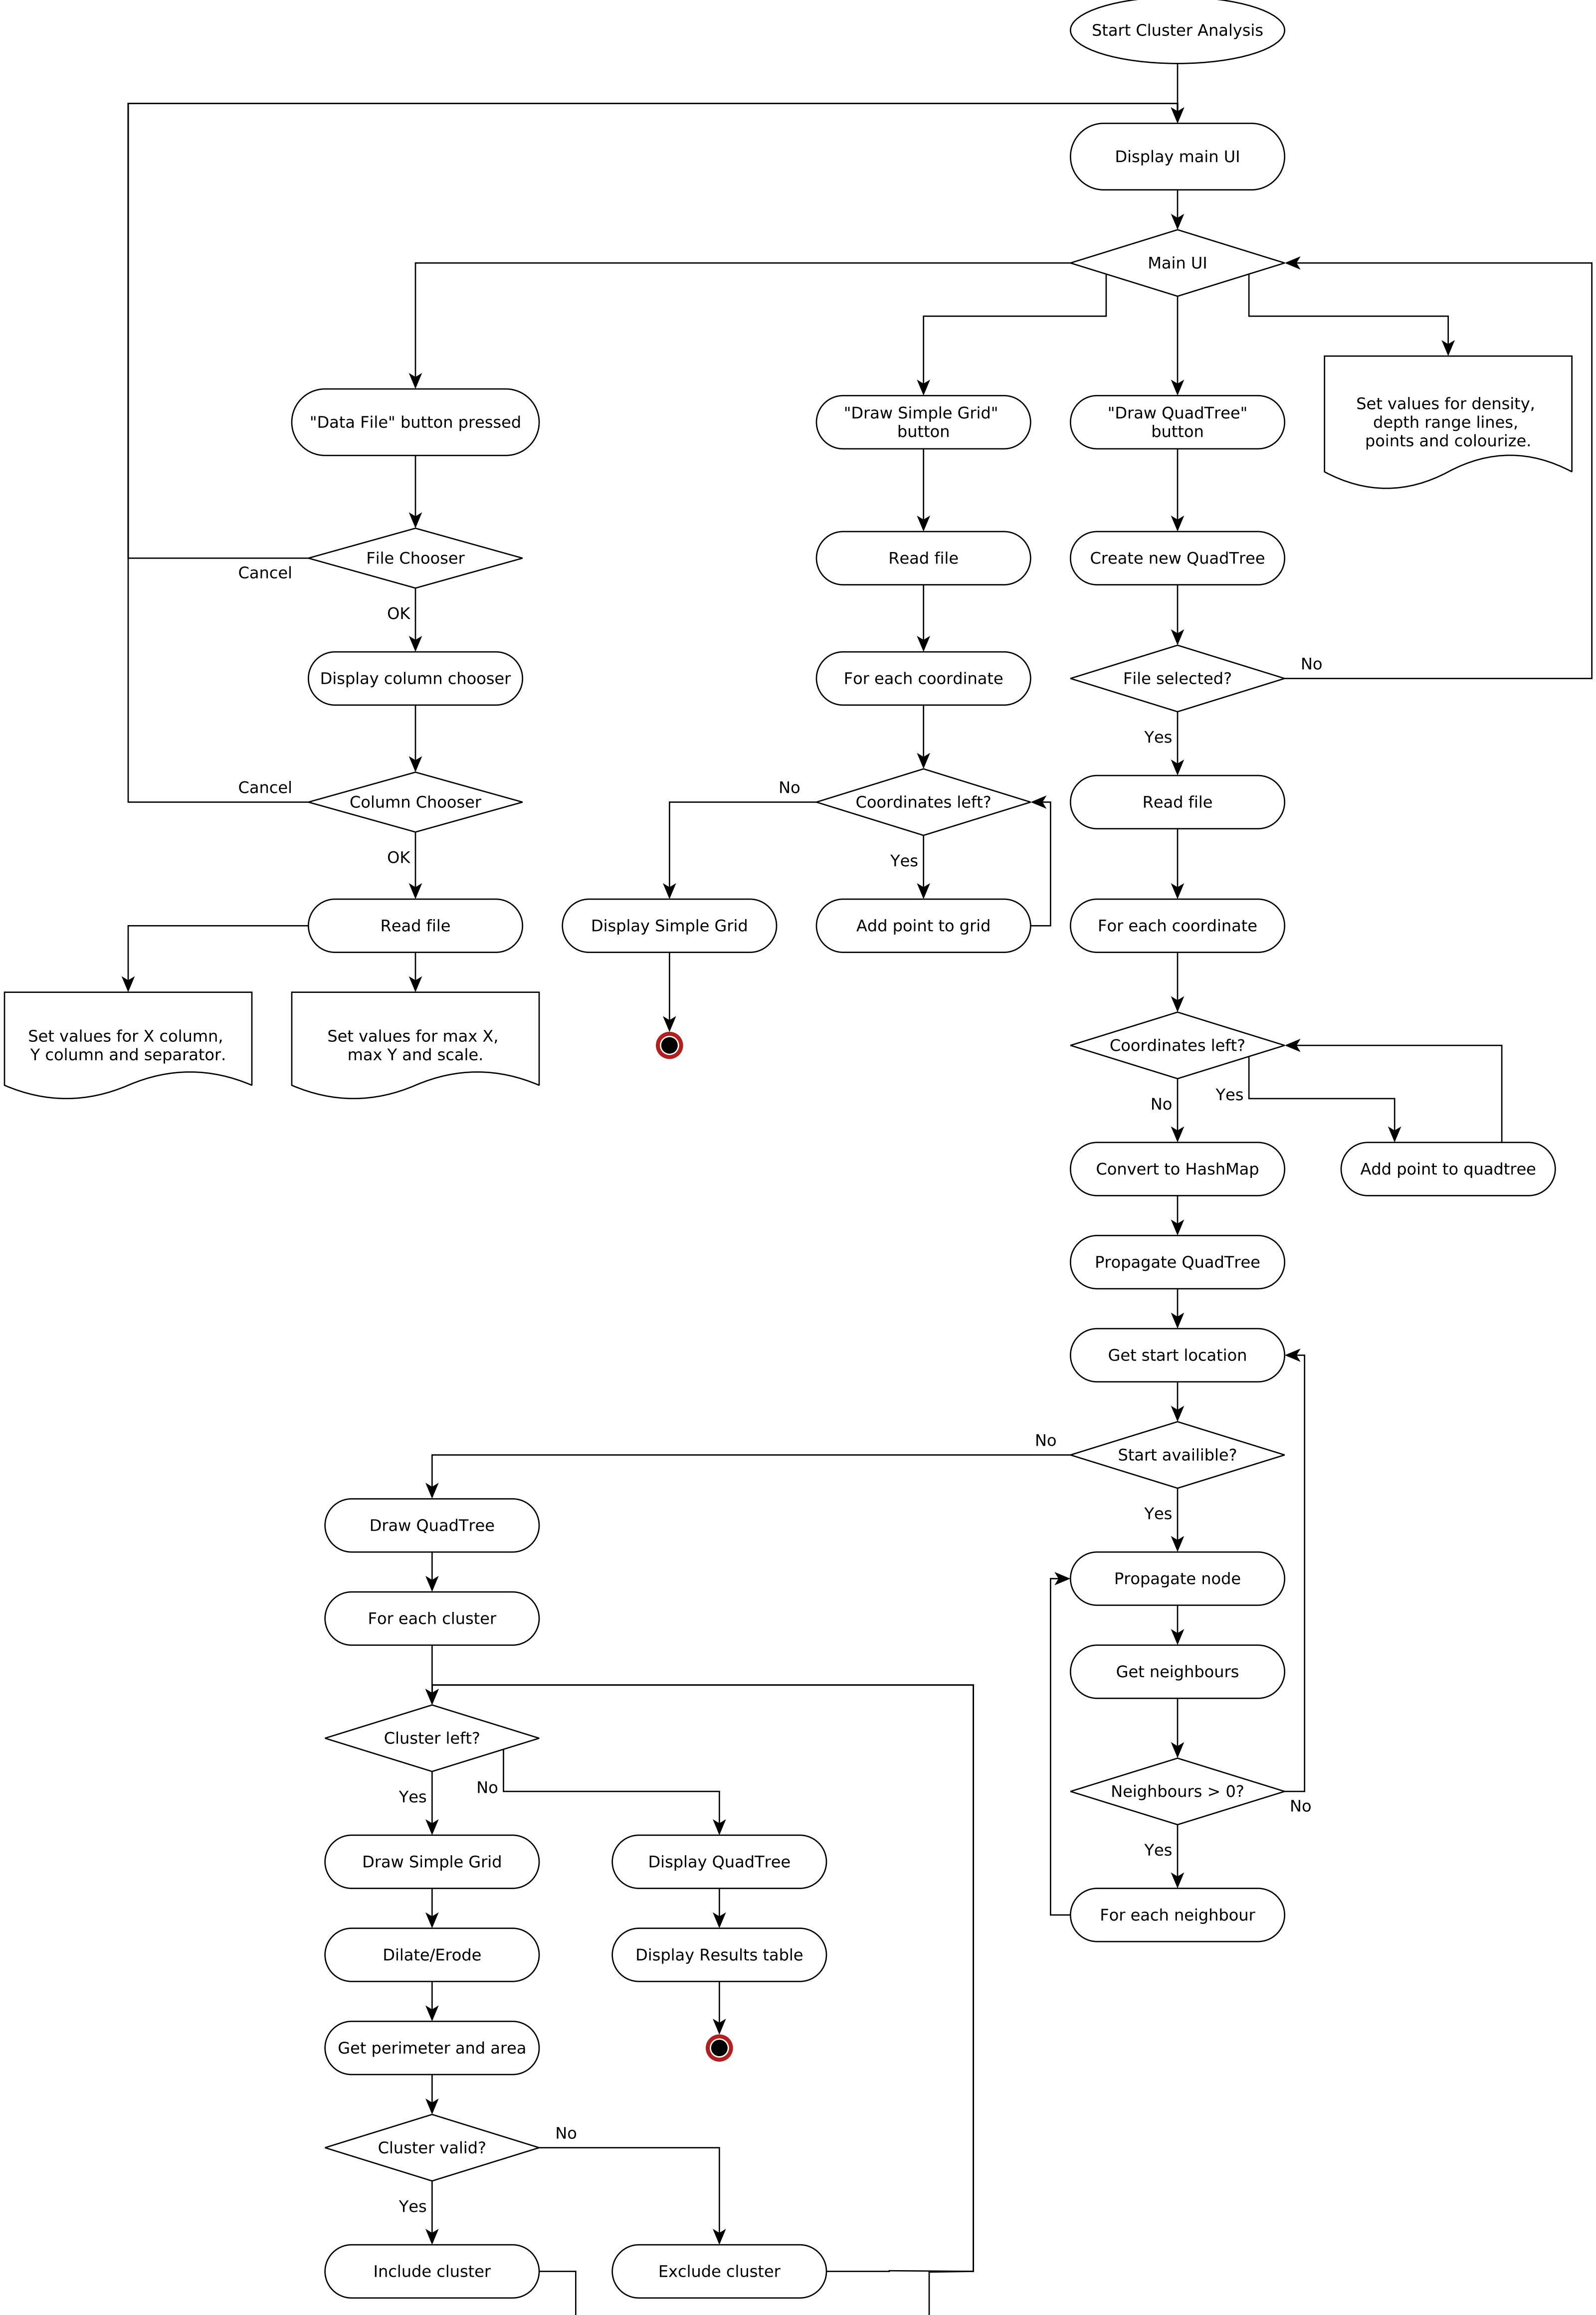 Start Cluster Analysis
Display main UI
Main UI
"Data File" button pressed
"Draw Simple Grid"
button
"Draw QuadTree"
button
Set values for density,
depth range lines,
points and colourize.
File Chooser
Cancel
OK
Read file
Create new QuadTree
Display column chooser
For each coordinate
File selected?
No
Yes
Cancel
Column Chooser
OK
No
Coordinates left?
Yes
Read file
Read file
Display Simple Grid
Add point to grid
For each coordinate
Set values for X column,
Y column and separator.
Set values for max X,
max Y and scale.
Coordinates left?
No
Yes
Convert to HashMap
Add point to quadtree
Propagate QuadTree
Get start location
No
Start availible?
Yes
Draw QuadTree
Propagate node
For each cluster
Get neighbours
Cluster left?
Yes
No
Neighbours > 0?
No
Yes
Draw Simple Grid
Display QuadTree
For each neighbour
Dilate/Erode
Display Results table
Get perimeter and area
Cluster valid?
No
Yes
Include cluster
Exclude cluster